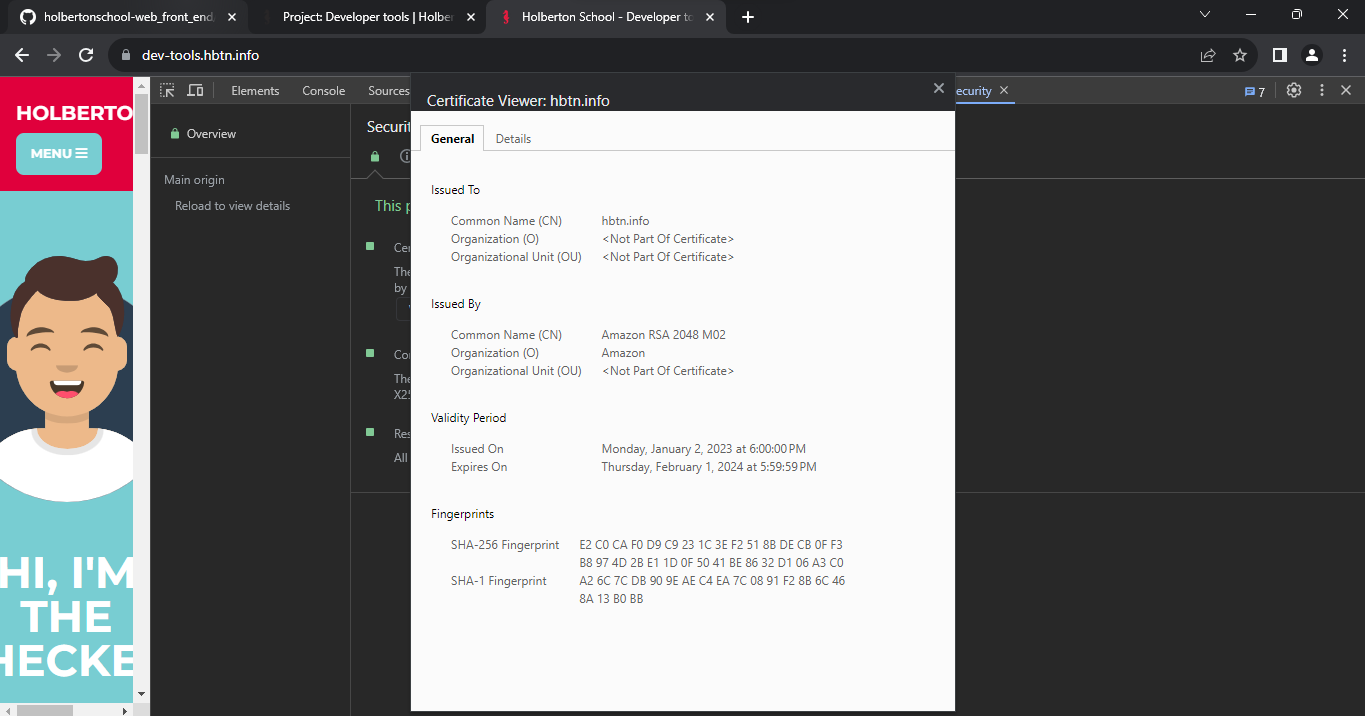 holbertonschool-web_front_end
Project: Developer tools | Holber
Holberton School - Developer to
dev-tools.hbtn.info
HOLBERTO
MENU
HI, I'M
THE
HECKE
Elements Console Sources
ecurity
7
Overview
Main origin
Reload to view details
Securit
This p
Cer
The
by
Co
The
X25
Res
All
Certificate Viewer: hbtn.info
General Details
Issued To
Common Name (CN) hbtn.info
Organization (O) <Not Part Of Certificate>
Organizational Unit (OU) <Not Part Of Certificate>
Issued By
Common Name (CN) Amazon RSA 2048 M02
Organization (O) Amazon
Organizational Unit (OU) <Not Part Of Certificate>
Validity Period
Issued On Monday, January 2, 2023 at 6:00:00 PM
Expires On Thursday, February 1, 2024 at 5:59:59 PM
Fingerprints
SHA-256 Fingerprint E2 C0 CA F0 D9 C9 23 1C 3E F2 51 8B DE CB 0F F3
B8 97 4D 2B E1 1D 0F 50 41 BE 86 32 D1 06 A3 C0
SHA-1 Fingerprint A2 6C 7C DB 90 9E AE C4 EA 7C 08 91 F2 8B 6C 46
8A 13 B0 BB